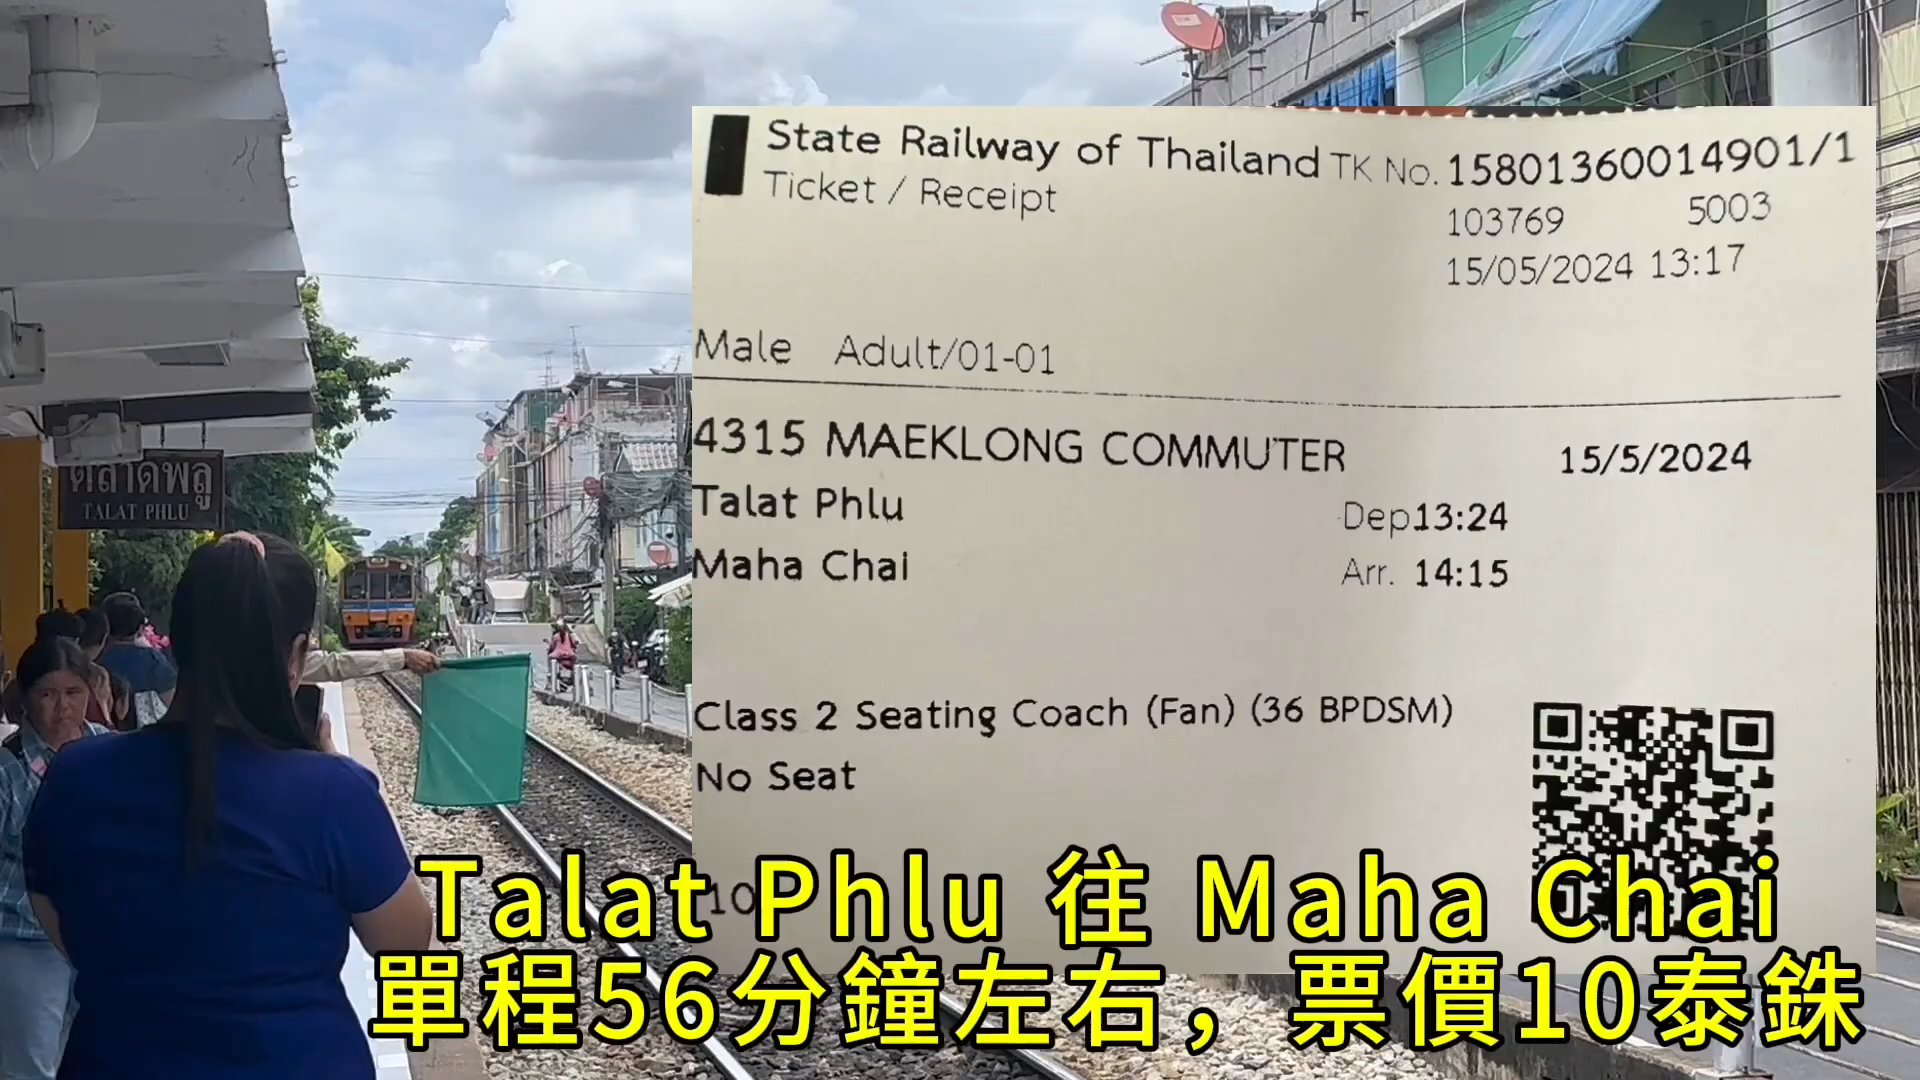 State Railway of Thailand TK No. 15801360014901/1
Ticket / Receipt
103769 5003
15/05/2024 13:17
Male Adult/01-01
4315 MAEKLONG COMMUTER 15/5/2024
Talat Phlu Dep13:24
Maha Chai Arr. 14:15
Class 2 Seating Coach (Fan) (36 BPDSM)
No Seat
10
ตลาดพลู
TALAT PHLU
Talat Phlu 往 Maha Chai
單程56分鐘左右，票價10泰銖